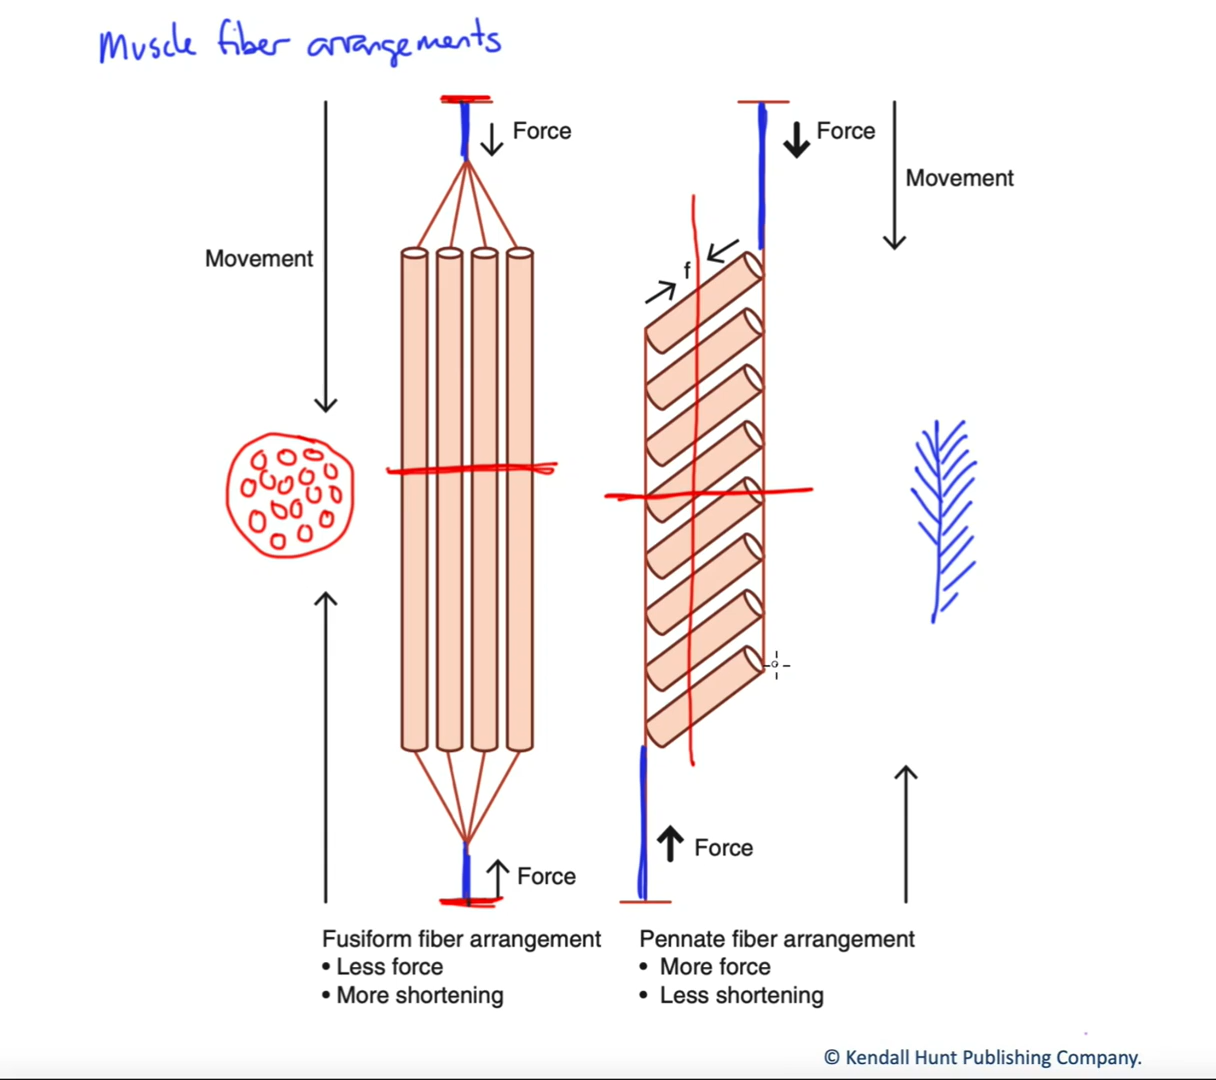 Muscle fiber arrangements
Force
Force
Movement
Movement
f
Force
Force
Fusiform fiber arrangement
• Less force
• More shortening
Pennate fiber arrangement
• More force
• Less shortening
© Kendall Hunt Publishing Company.